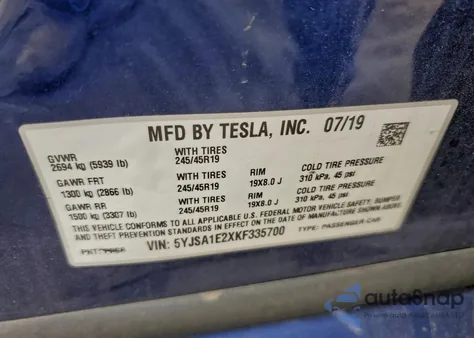 MFD BY TESLA, INC. 07/19
GVWR
2694 kg (5939 lb)
WITH TIRES
245/45R19
GAWR FRT
1300 kg (2866 lb)
WITH TIRES
245/45R19
RIM
19X8.0 J
COLD TIRE PRESSURE
310 kPa, 45 psi
GAWR RR
1500 kg (3307 lb)
WITH TIRES
245/45R19
RIM
19X8.0 J
COLD TIRE PRESSURE
310 kPa, 45 psi
THIS VEHICLE CONFORMS TO ALL APPLICABLE U.S. FEDERAL MOTOR VEHICLE SAFETY, BUMPER,
AND THEFT PREVENTION STANDARDS IN EFFECT ON THE DATE OF MANUFACTURE SHOWN ABOVE.
VIN: 5YJSA1E2XKF335700
TYPE: PASSENGER CAR
autoSnap